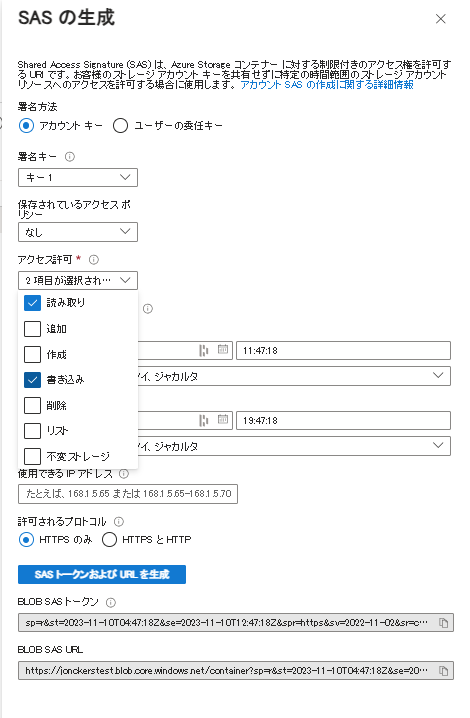 SAS の生成
Shared Access Signature (SAS) は、Azure Storage コンテナー に対する制限付きのアクセス権を許可す
る URI です。お客様のストレージ アカウント キーを共有せずに特定の時間範囲のストレージ アカウント
リソースへのアクセスを許可する場合に使用します。 アカウント SAS の作成に関する詳細情報
署名方法
アカウント キー ユーザーの委任キー
署名キー
キー 1
保存されているアクセス ポ
リシー
なし
アクセス許可 *
2 項目が選択され…
読み取り
追加
作成
11:47:18
書き込み
イ、ジャカルタ
削除
19:47:18
リスト
イ、ジャカルタ
不変ストレージ
使用できる IP アドレス
たとえば、168.1.5.65 または 168.1.5.65-168.1.5.70
許可されるプロトコル
HTTPS のみ HTTPS と HTTP
SAS トークンおよび URL を生成
BLOB SAS トークン
sp=r&st=2023-11-10T04:47:18Z&se=2023-11-10T12:47:18Z&spr=https&sv=2022-11-02&sr=c…
BLOB SAS URL
https://jonckerstest.blob.core.windows.net/container?sp=r&st=2023-11-10T04:47:18Z&se=20…